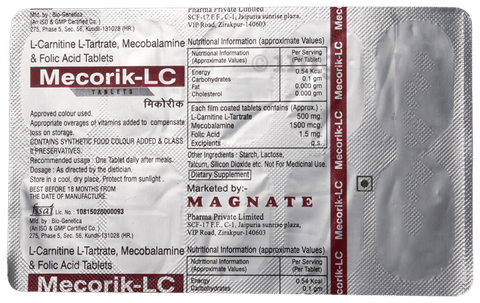 Mfd. by : Bio-Genetica
(An ISO & GMP Certified Co. )
275, Phase 5, Sec. 56, Kundli-131028 (HR.)
L-Carnitine L-Tartrate, Mecobalamine
& Folic Acid Tablets
Mecorik-LC
TABLETS
मिकोरीक
Approved colour used.
Appropriate overages of vitamins added to compensate
loss on storage.
CONTAINS SYNTHETIC FOOD COLOUR ADDED & CLASS
II PRESERVATIVES.
Recommended usage : One Tablet daily after meals.
Dosage : As directed by the dietician.
Store in a cool, dry place, Protect from sunlight .
BEST BEFORE 18 MONTHS FROM
THE DATE OF MANUFACTURE.
fssai Lic. No. 10815020000093
Mfd. by : Bio-Genetica
(An ISO & GMP Certified Co. )
275, Phase 5, Sec. 56, Kundli-131028 (HR.)
L-Carnitine L-Tartrate, Mecobalamine
& Folic Acid Tablets
Mecorik-LC
Pharma Private Limited
SCF-17 F.F., C-1, Jaipuria sunrise plaza,
VIP Road, Zirakpur-140603
Nutritional Information (approximate Values)
Nutritional Information
(Approximate Values)
Per Serving
(Per Tablet)
Energy 0.54 Kcal
Carbohydrates 0.1 gm
Fat 0.000 gm
Cholesterol 0.000 gm
Each film coated tablets contains (Approx.) :
L-Carnitine L-Tartrate 500 mg.
Mecobalamine 1500 mcg.
Folic Acid 1.5 mg.
Excipients q.s.
Other Ingredients : Starch, Lactose,
Talcum, Silicon Dioxide etc. Not For Medicinal Use.
Dietary Supplement
Marketed by:-
MAGNATE
Pharma Private Limited
SCF-17 F.F., C-1, Jaipuria sunrise plaza,
VIP Road, Zirakpur-140603
Nutritional Information (approximate Values)
Nutritional Information
(Approximate Values)
Per Serving
(Per Tablet)
Energy 0.54 Kcal
Carbohydrates 0.1 gm
Mecorik-LC
Mecorik-LC